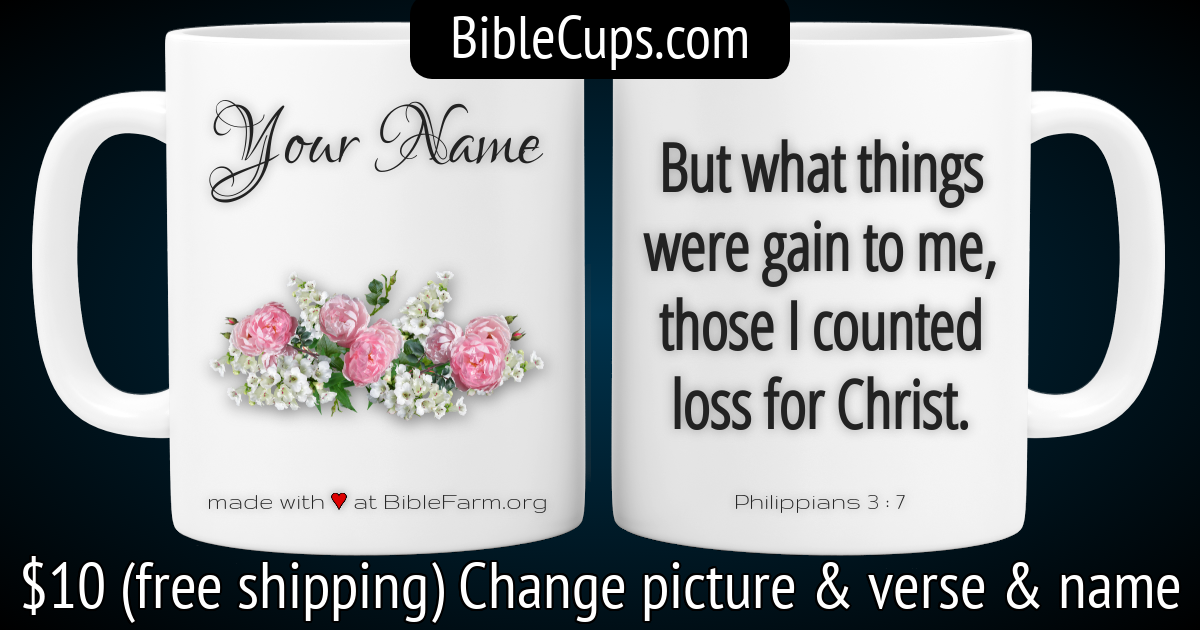 BibleCups.com
Your Name
made with ♥ at BibleFarm.org
But what things
were gain to me,
those I counted
loss for Christ.
Philippians 3 : 7
$10 (free shipping) Change picture & verse & name